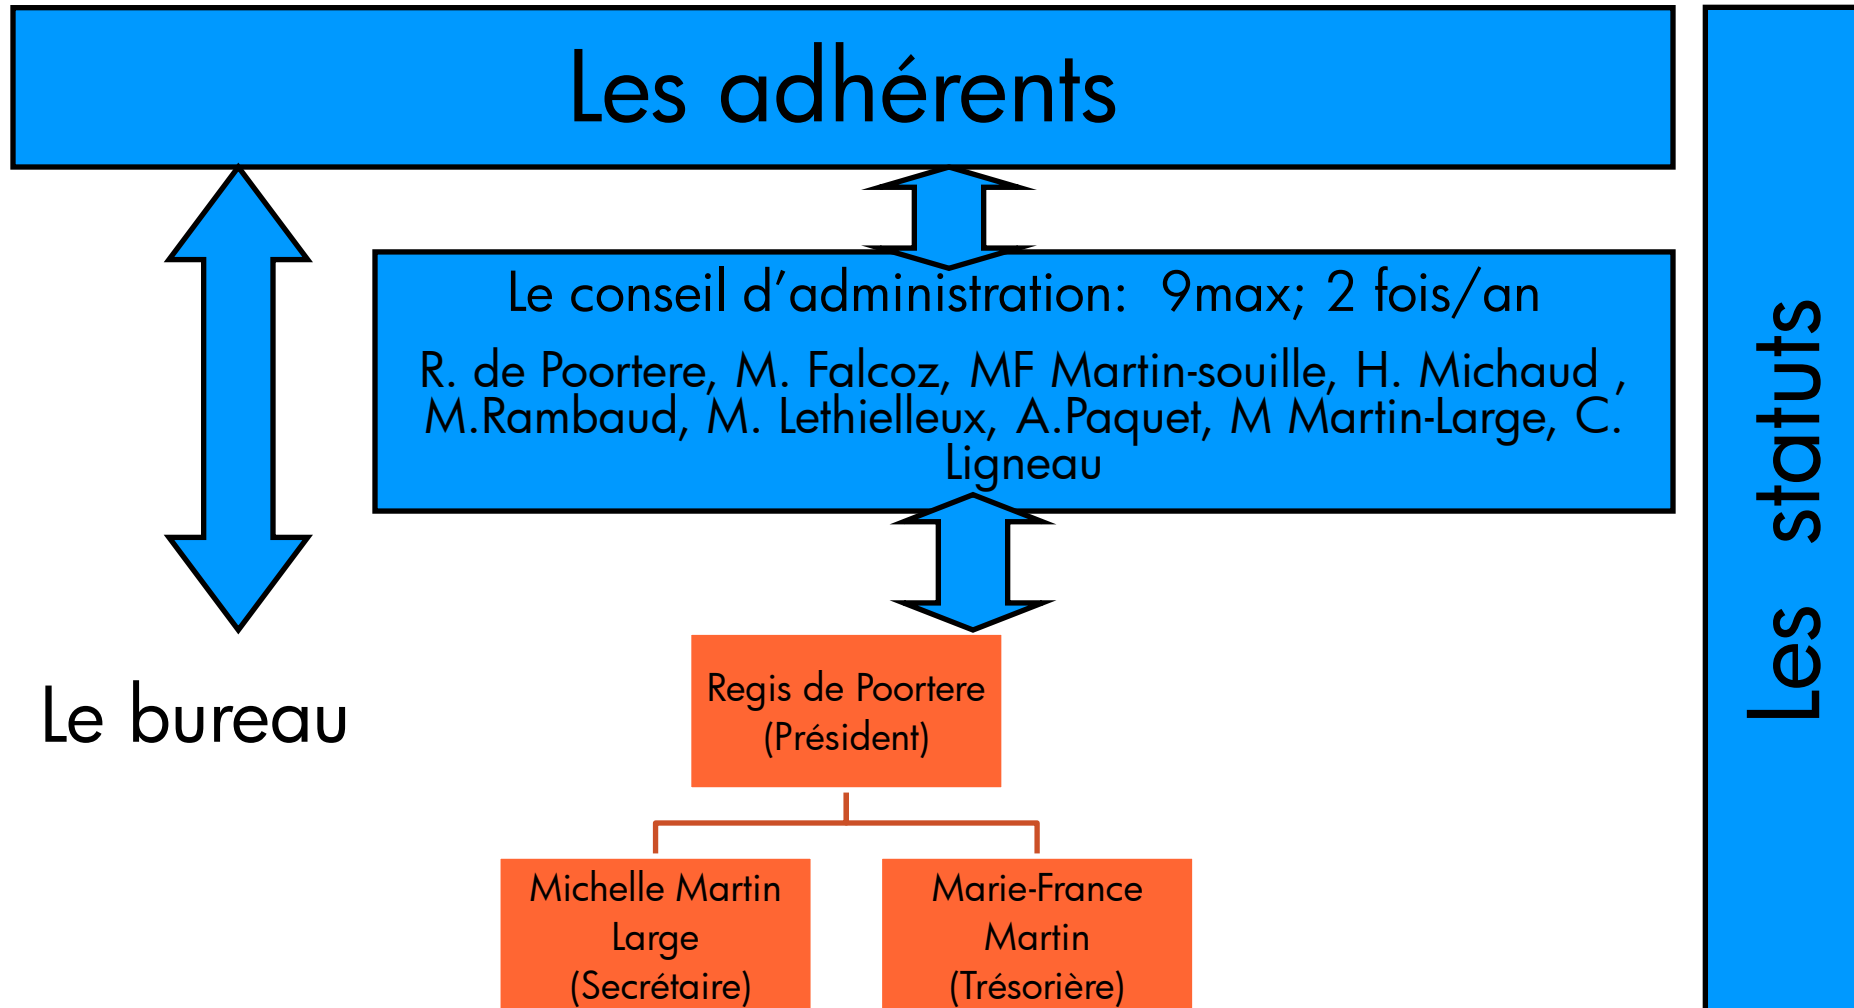 Les adhérents
Le conseil d’administration:  9max; 2 fois/an
R. de Poortere, M. Falcoz, MF Martin-souille, H. Michaud ,
M.Rambaud, M. Lethielleux, A.Paquet, M Martin-Large, C.
Ligneau
Le bureau
Regis de Poortere
(Président)
Michelle Martin
Large
(Secrétaire)
Marie-France
Martin
(Trésorière)
Les  statuts